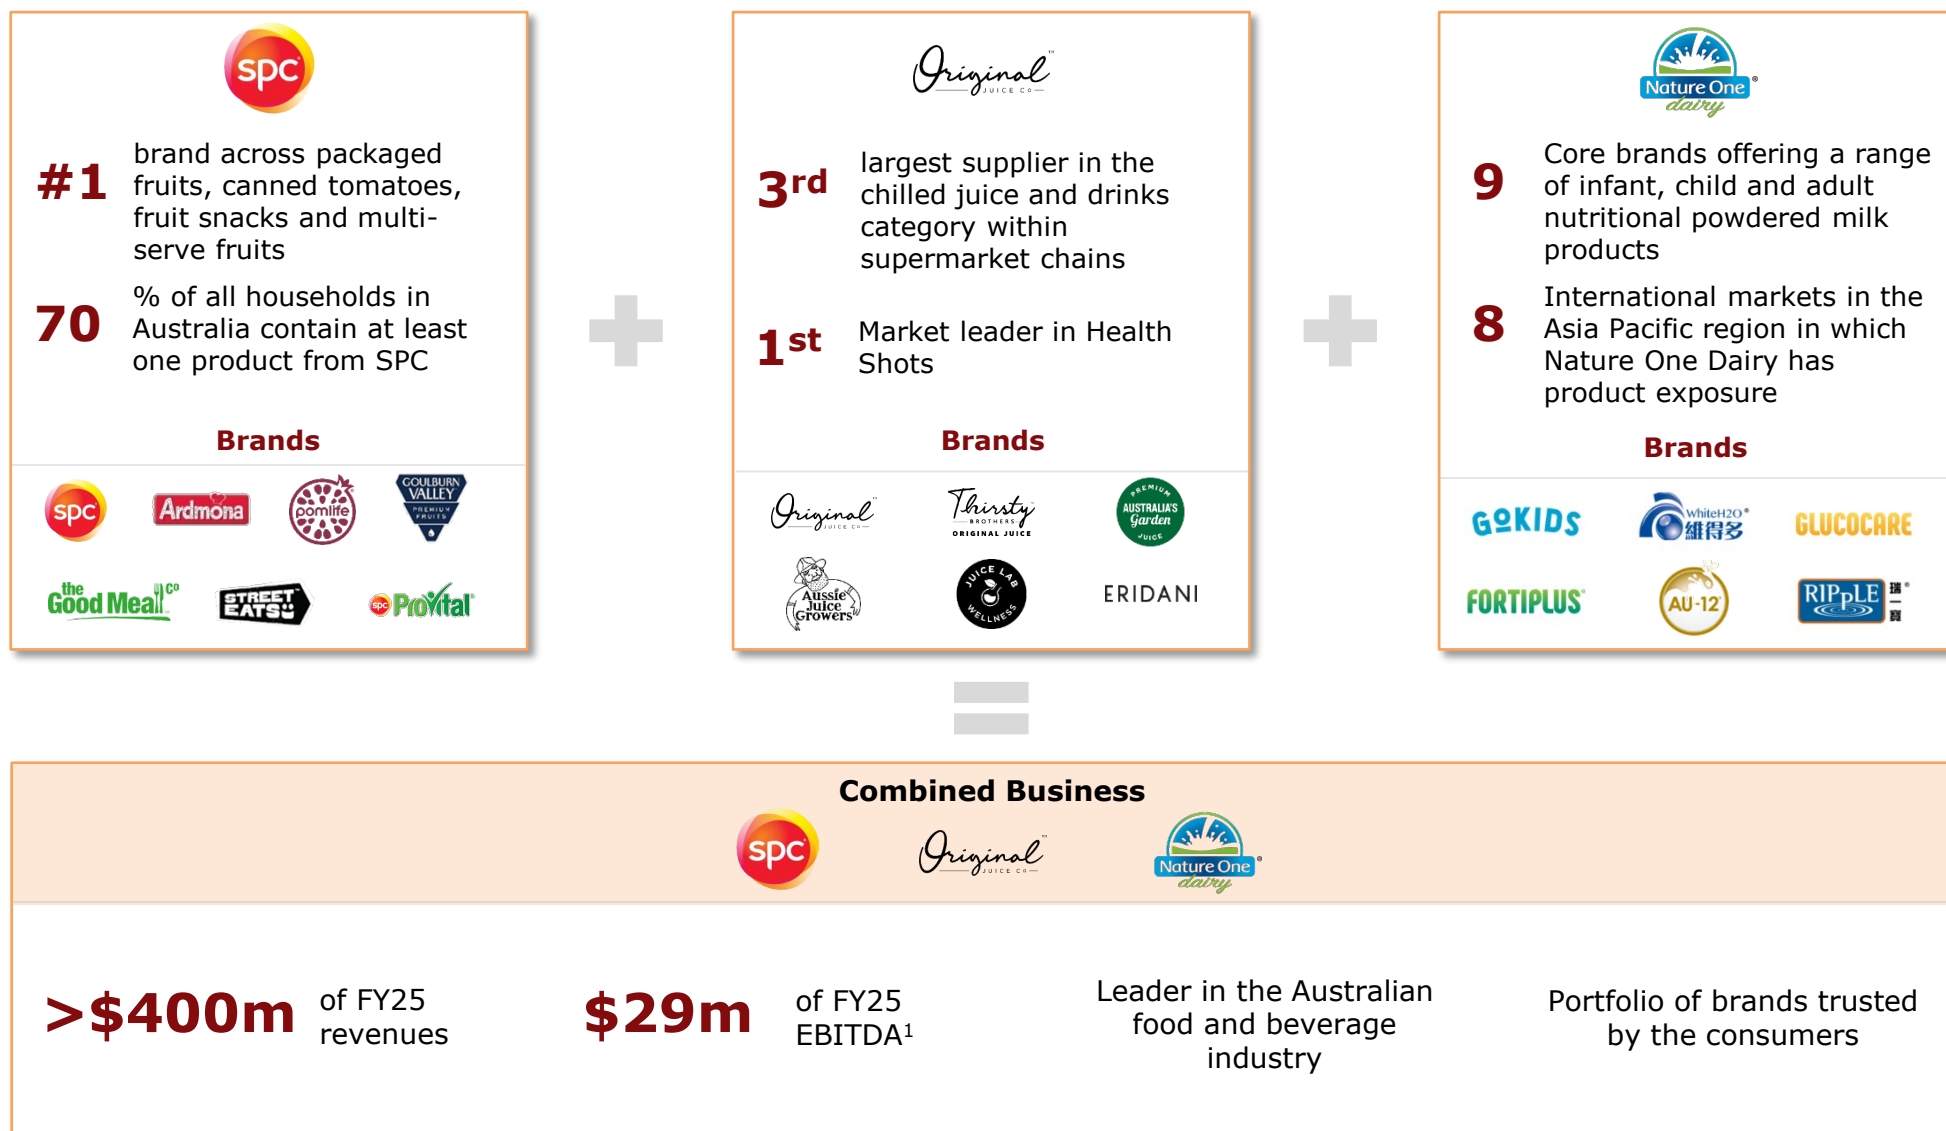 spc
#1
brand across packaged
fruits, canned tomatoes,
fruit snacks and multi-
serve fruits
70
% of all households in
Australia contain at least
one product from SPC
Brands
spc
Ardmona
pomlife
GOULBURN
VALLEY
PREMIUM
FRUITS
the
Good Meal Co
STREET
EATS
spc ProVital
Original™
JUICE CO
3rd
largest supplier in the
chilled juice and drinks
category within
supermarket chains
1st
Market leader in Health
Shots
Brands
Original™
JUICE CO
Thirsty
BROTHERS
ORIGINAL JUICE
PREMIUM
AUSTRALIA'S
Garden
JUICE
Aussie
Juice
Growers
JUICE LAB
WELLNESS
ERIDANI
Nature One®
dairy
9
Core brands offering a range
of infant, child and adult
nutritional powdered milk
products
8
International markets in the
Asia Pacific region in which
Nature One Dairy has
product exposure
Brands
GOKIDS
WhiteH2O®
維得多
GLUCOCARE
FORTIPLUS
AU-12
RIPPLE®
瑞一寶
Combined Business
spc
Original™
JUICE CO
Nature One®
dairy
>$400m
of FY25
revenues
$29m
of FY25
EBITDA¹
Leader in the Australian
food and beverage
industry
Portfolio of brands trusted
by the consumers